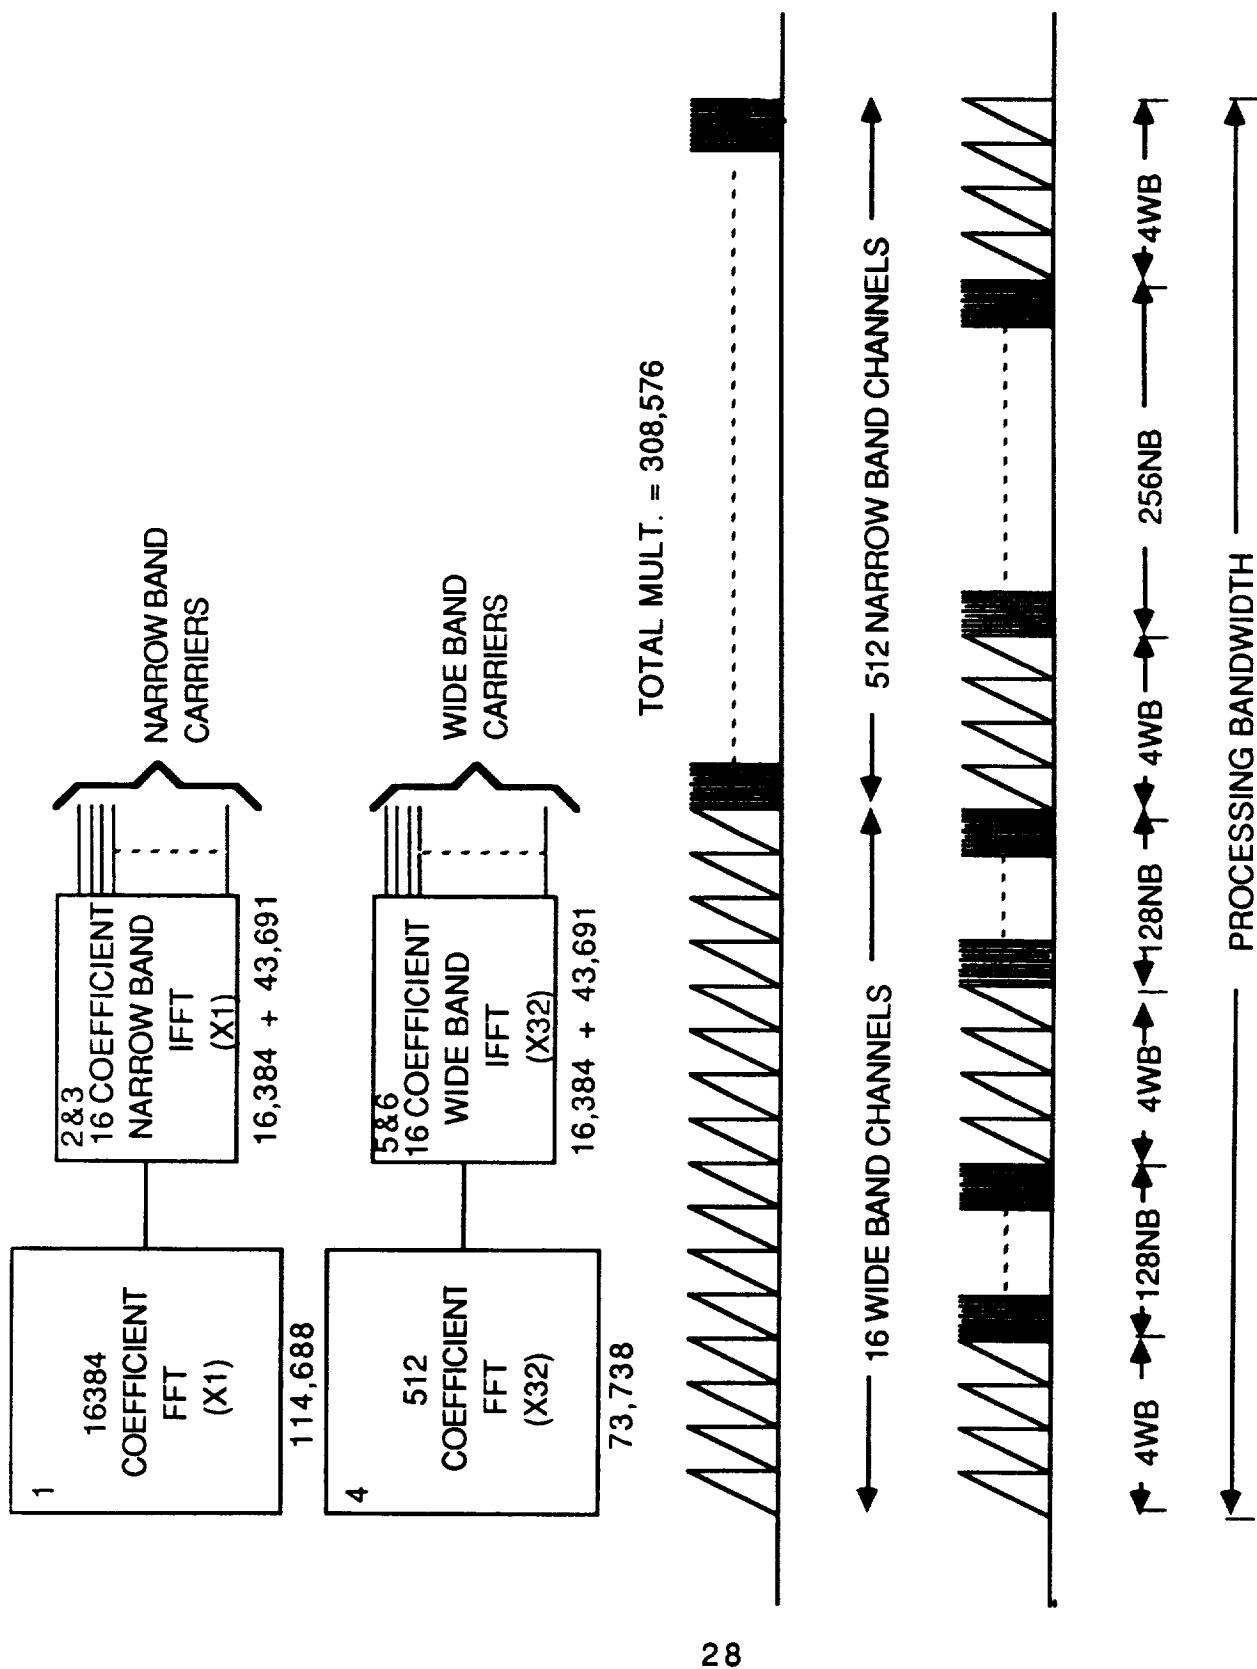 1
16384
COEFFICIENT
FFT
(X1)
114,688
2&3
16 COEFFICIENT
NARROW BAND
IFFT
(X1)
16,384 + 43,691
NARROW BAND
CARRIERS
4
512
COEFFICIENT
FFT
(X32)
73,738
5&6
16 COEFFICIENT
WIDE BAND
IFFT
(X32)
16,384 + 43,691
WIDE BAND
CARRIERS
TOTAL MULT. = 308,576
16 WIDE BAND CHANNELS
512 NARROW BAND CHANNELS
4WB
128NB
4WB
128NB
4WB
256NB
4WB
PROCESSING BANDWIDTH
28